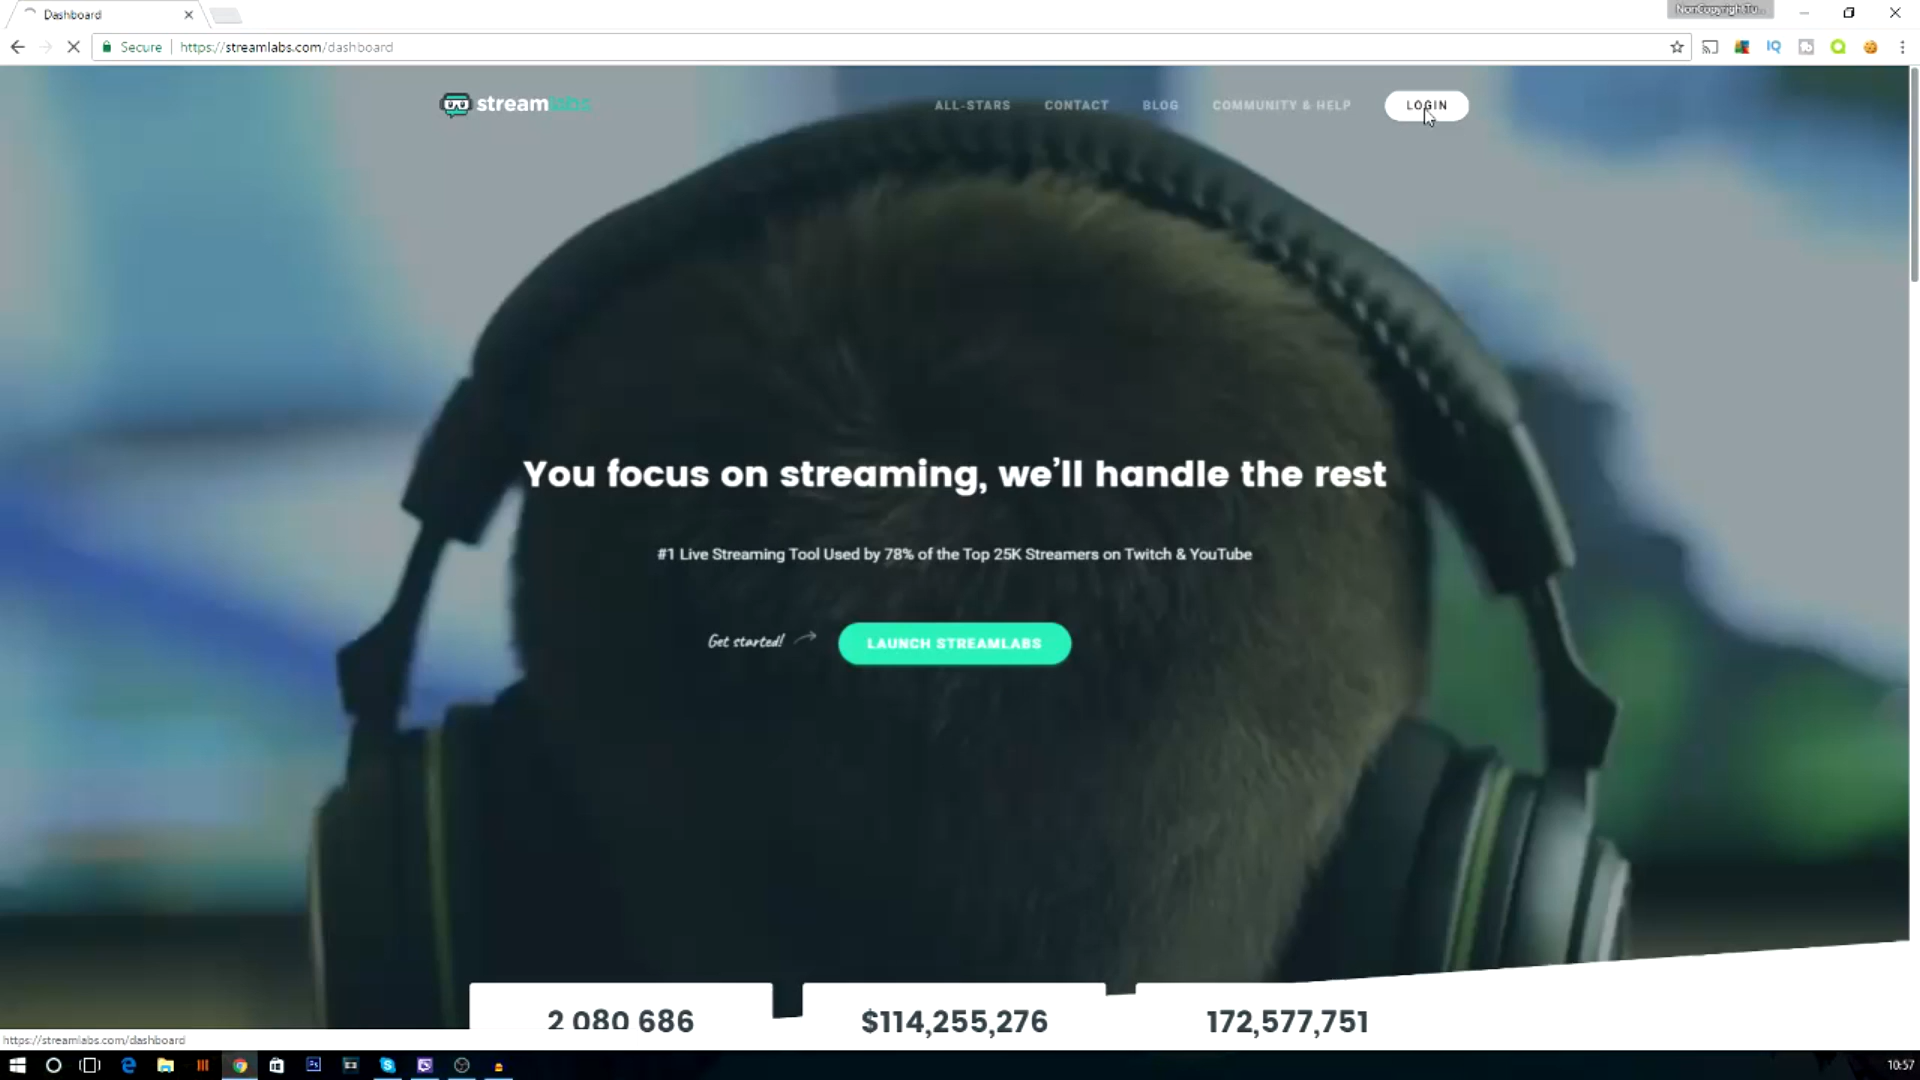 Dashboard
Secure https://streamlabs.com/dashboard
IQ
streamlabs
ALL-STARS CONTACT BLOG COMMUNITY & HELP LOGIN
You focus on streaming, we'll handle the rest
#1 Live Streaming Tool Used by 78% of the Top 25K Streamers on Twitch & YouTube
Get started! LAUNCH STREAMLABS
2 080 686 $114,255,276 172,577,751
https://streamlabs.com/dashboard
Ps
10:57